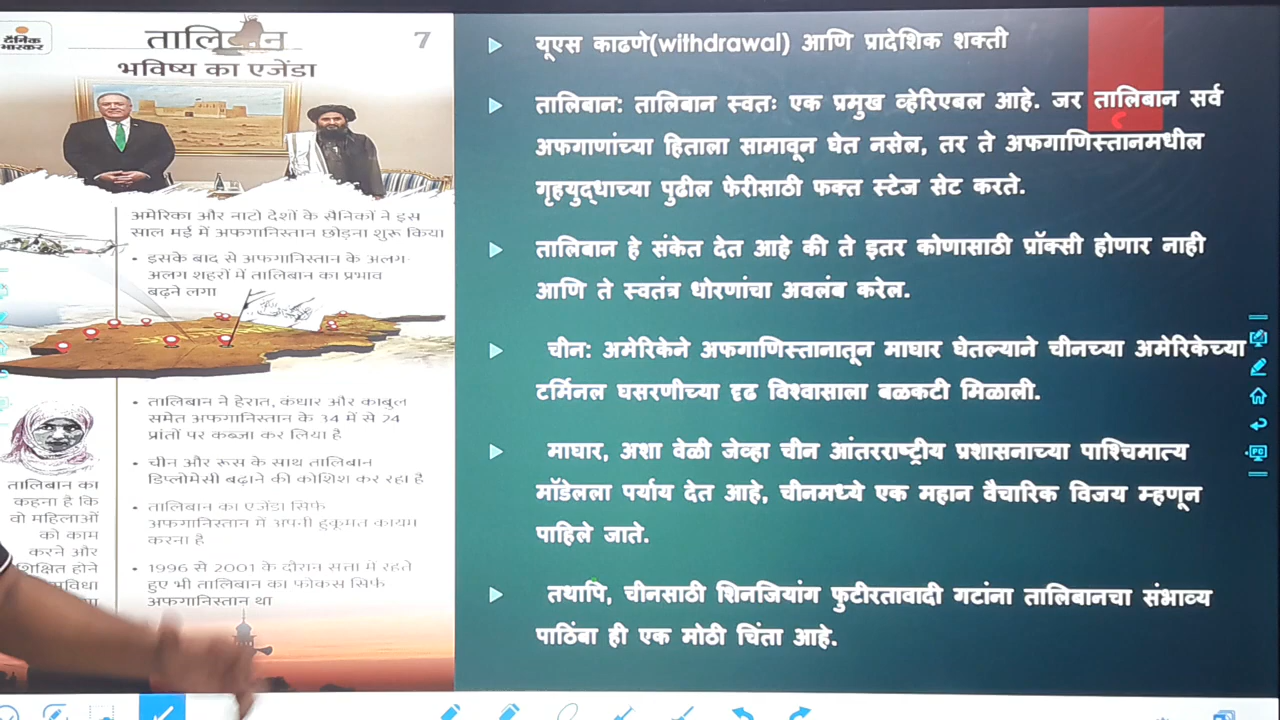 दैनिक
भास्कर
तालिबान
7
भविष्य का एजेंडा
अमेरिका और नाटो देशों के सैनिकों ने इस
साल मई में अफगानिस्तान छोड़ना शुरू किया
• इसके बाद से अफगानिस्तान के अलग-
अलग शहरों में तालिबान का प्रभाव
बढ़ने लगा
• तालिबान ने हेरात, कंधार और काबुल
समेत अफगानिस्तान के 34 में से 24
प्रांतों पर कब्जा कर लिया है
• चीन और रूस के साथ तालिबान
डिप्लोमेसी बढ़ाने की कोशिश कर रहा है
• तालिबान का एजेंडा सिर्फ
अफगानिस्तान में अपनी हुकूमत कायम
करना है
• 1996 से 2001 के दौरान सत्ता में रहते
हुए भी तालिबान का फोकस सिर्फ
अफगानिस्तान था
तालिबान का
कहना है कि
वो महिलाओं
को काम
करने और
शिक्षित होने
यूएस काढणे(withdrawal) आणि प्रादेशिक शक्ती
तालिबान: तालिबान स्वतः एक प्रमुख व्हेरिएबल आहे. जर तालिबान सर्व
अफगाणांच्या हिताला सामावून घेत नसेल, तर ते अफगाणिस्तानमधील
गृहयुद्धाच्या पुढील फेरीसाठी फक्त स्टेज सेट करते.
तालिबान हे संकेत देत आहे की ते इतर कोणासाठी प्रॉक्सी होणार नाही
आणि ते स्वतंत्र धोरणांचा अवलंब करेल.
चीन: अमेरिकेने अफगाणिस्तानातून माघार घेतल्याने चीनच्या अमेरिकेच्या
टर्मिनल घसरणीच्या दृढ विश्वासाला बळकटी मिळाली.
माघार, अशा वेळी जेव्हा चीन आंतरराष्ट्रीय प्रशासनाच्या पाश्चिमात्य
मॉडेलला पर्याय देत आहे, चीनमध्ये एक महान वैचारिक विजय म्हणून
पाहिले जाते.
तथापि, चीनसाठी शिनजियांग फुटीरतावादी गटांना तालिबानचा संभाव्य
पाठिंबा ही एक मोठी चिंता आहे.